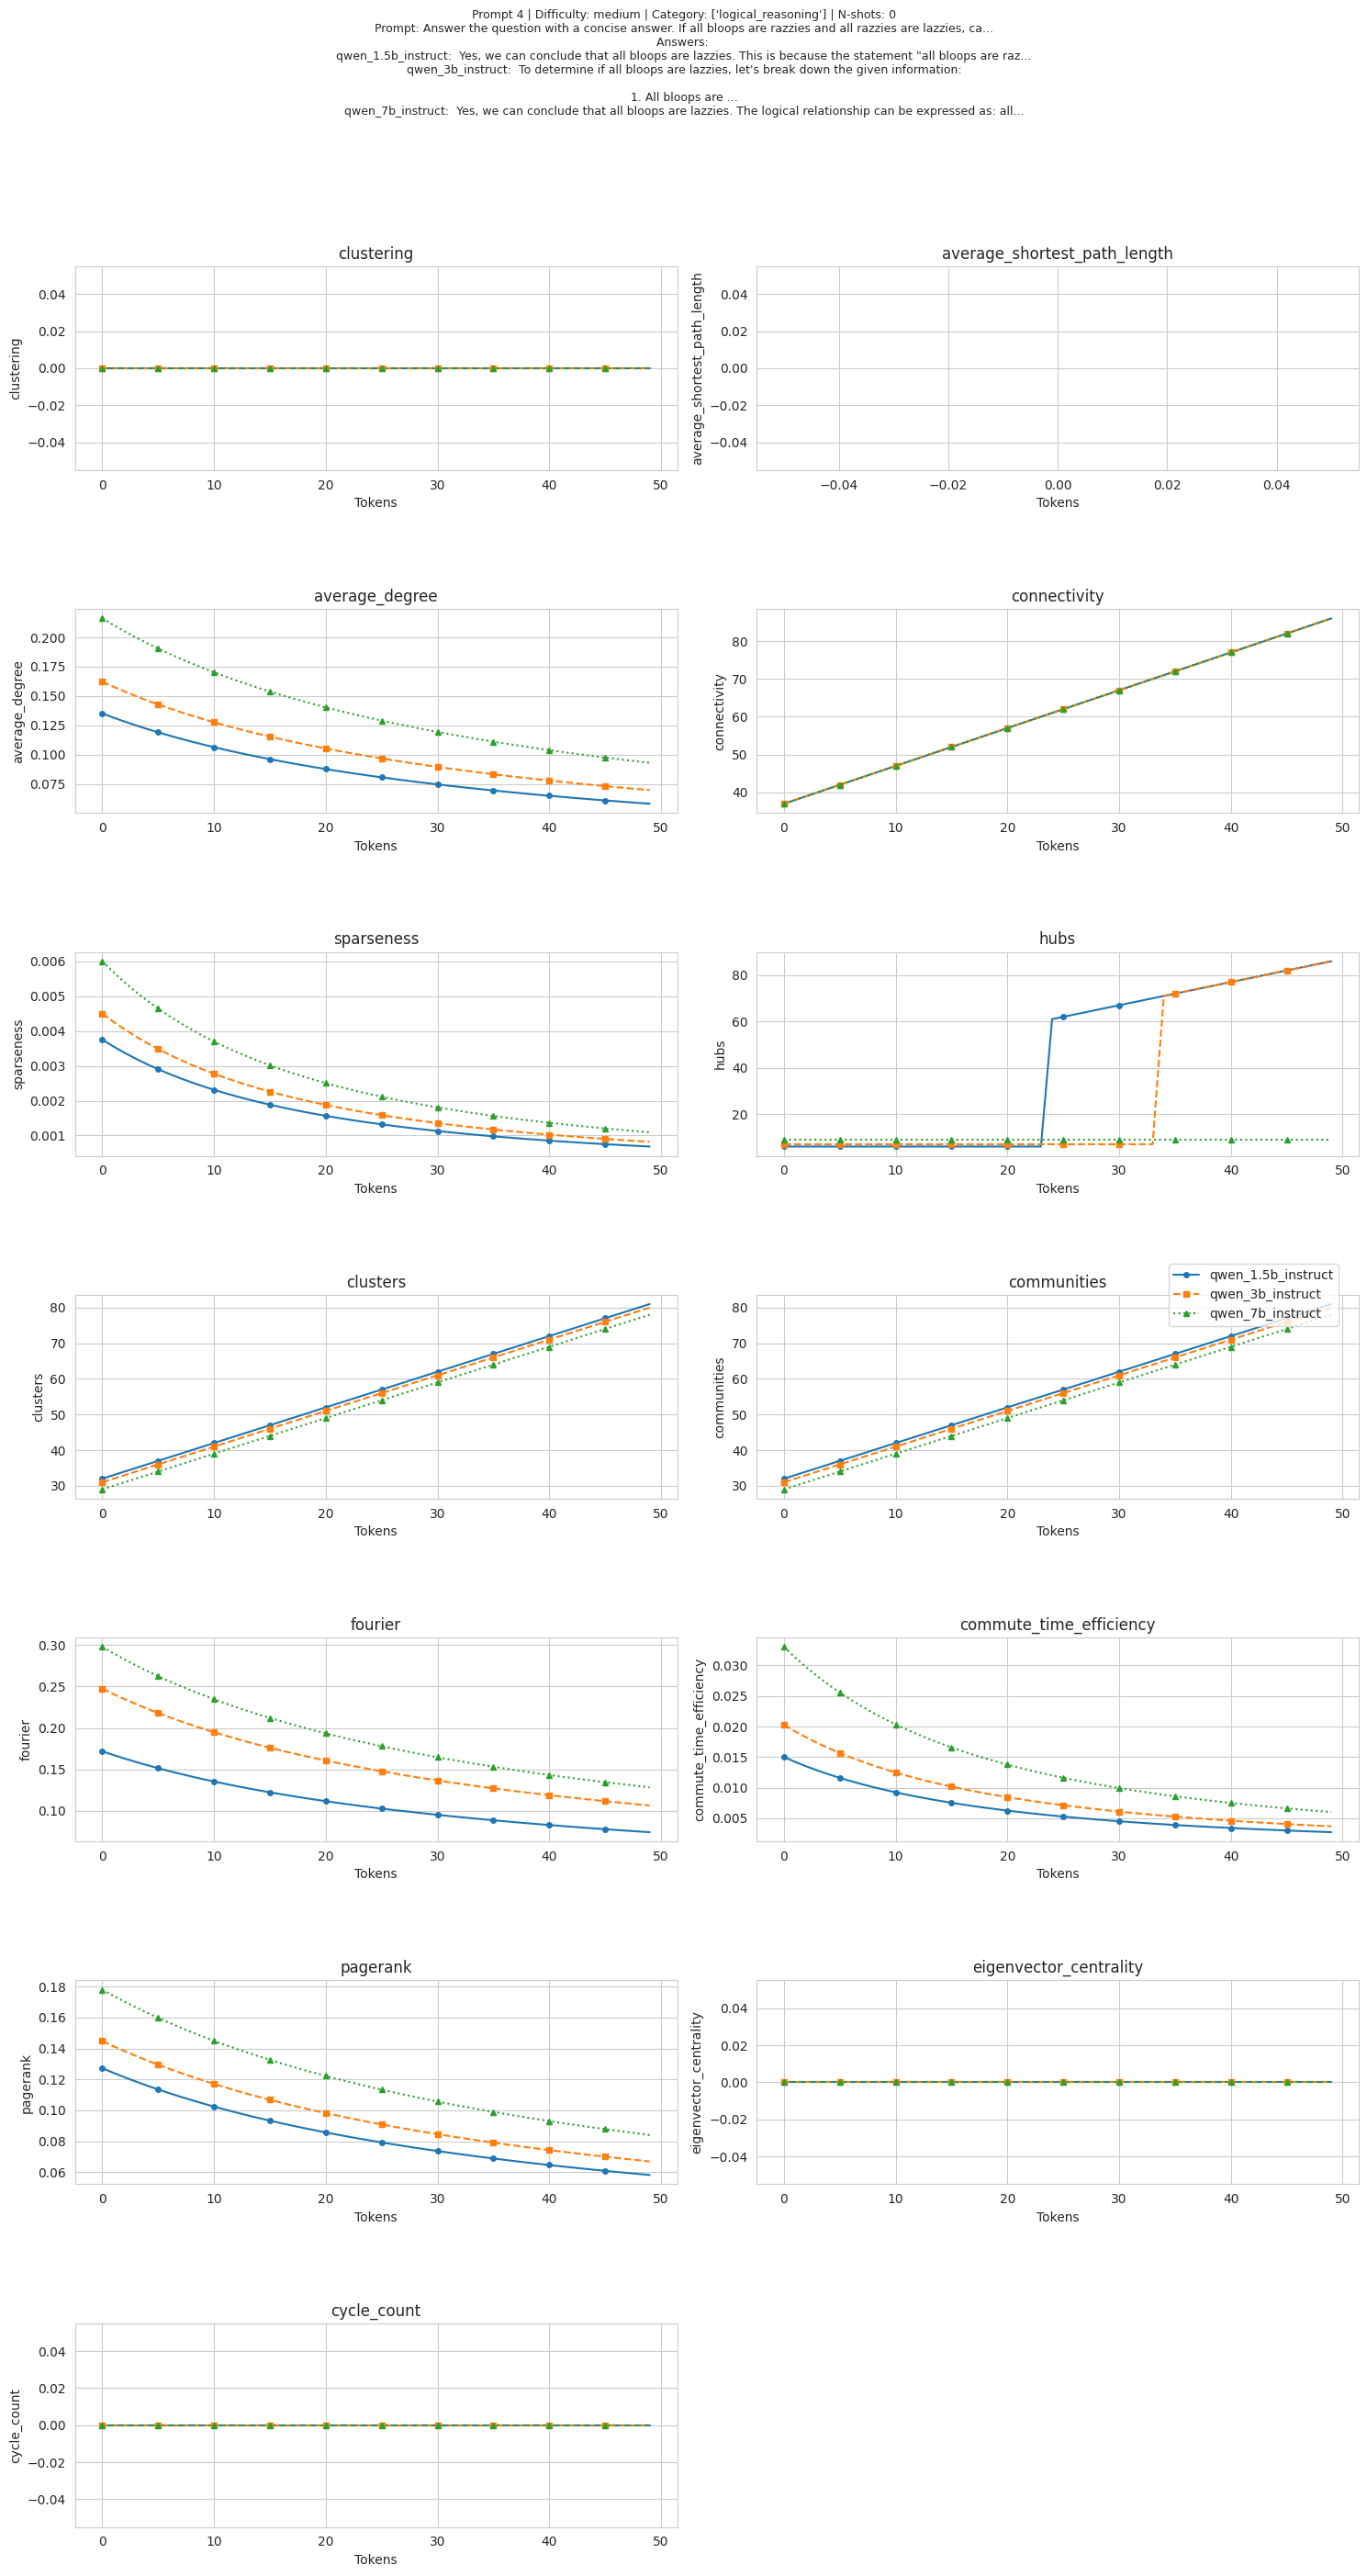 Prompt 4 | Difficulty: medium | Category: ['logical_reasoning'] | N-shots: 0
Prompt: Answer the question with a concise answer. If all bloops are razzies and all razzies are lazzies, ca...
Answers:
qwen_1.5b_instruct:  Yes, we can conclude that all bloops are lazzies. This is because the statement "all bloops are raz...
qwen_3b_instruct:  To determine if all bloops are lazzies, let's break down the given information:
1. All bloops are ...
qwen_7b_instruct:  Yes, we can conclude that all bloops are lazzies. The logical relationship can be expressed as: all...
clustering
clustering
0.04
0.02
0.00
−0.02
−0.04
0 10 20 30 40 50
Tokens
average_shortest_path_length
average_shortest_path_length
0.04
0.02
0.00
−0.02
−0.04
−0.04 −0.02 0.00 0.02 0.04
Tokens
average_degree
average_degree
0.200
0.175
0.150
0.125
0.100
0.075
0 10 20 30 40 50
Tokens
connectivity
connectivity
80
70
60
50
40
0 10 20 30 40 50
Tokens
sparseness
sparseness
0.006
0.005
0.004
0.003
0.002
0.001
0 10 20 30 40 50
Tokens
hubs
hubs
80
60
40
20
0 10 20 30 40 50
Tokens
clusters
clusters
80
70
60
50
40
30
0 10 20 30 40 50
Tokens
communities
communities
80
70
60
50
40
30
0 10 20 30 40 50
Tokens
qwen_1.5b_instruct
qwen_3b_instruct
qwen_7b_instruct
fourier
fourier
0.30
0.25
0.20
0.15
0.10
0 10 20 30 40 50
Tokens
commute_time_efficiency
commute_time_efficiency
0.030
0.025
0.020
0.015
0.010
0.005
0 10 20 30 40 50
Tokens
pagerank
pagerank
0.18
0.16
0.14
0.12
0.10
0.08
0.06
0 10 20 30 40 50
Tokens
eigenvector_centrality
eigenvector_centrality
0.04
0.02
0.00
−0.02
−0.04
0 10 20 30 40 50
Tokens
cycle_count
cycle_count
0.04
0.02
0.00
−0.02
−0.04
0 10 20 30 40 50
Tokens